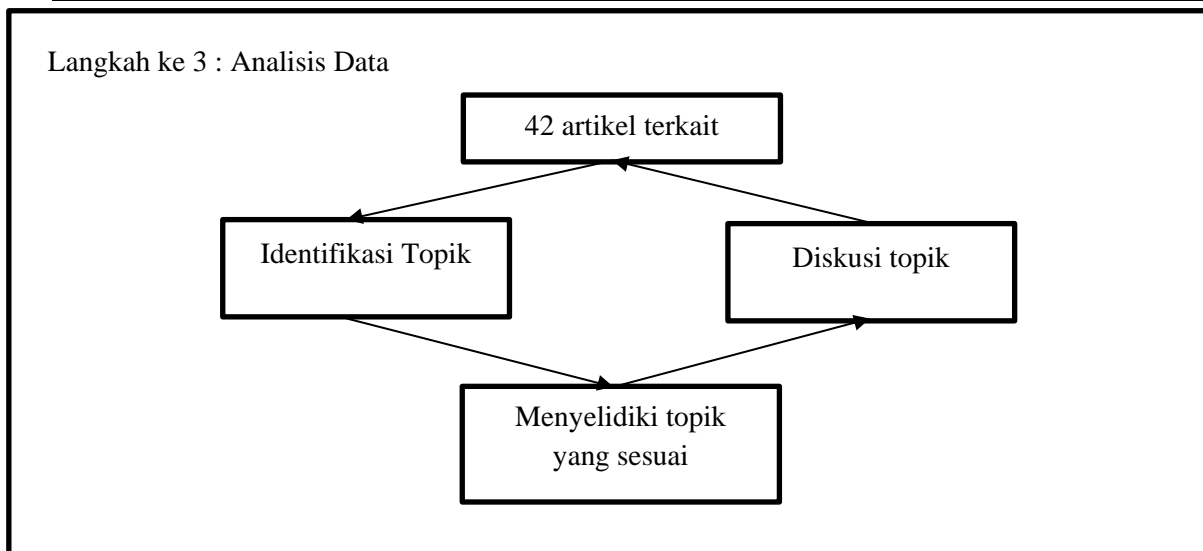 Langkah ke 3 : Analisis Data
42 artikel terkait
Identifikasi Topik
Diskusi topik
Menyelidiki topik
yang sesuai